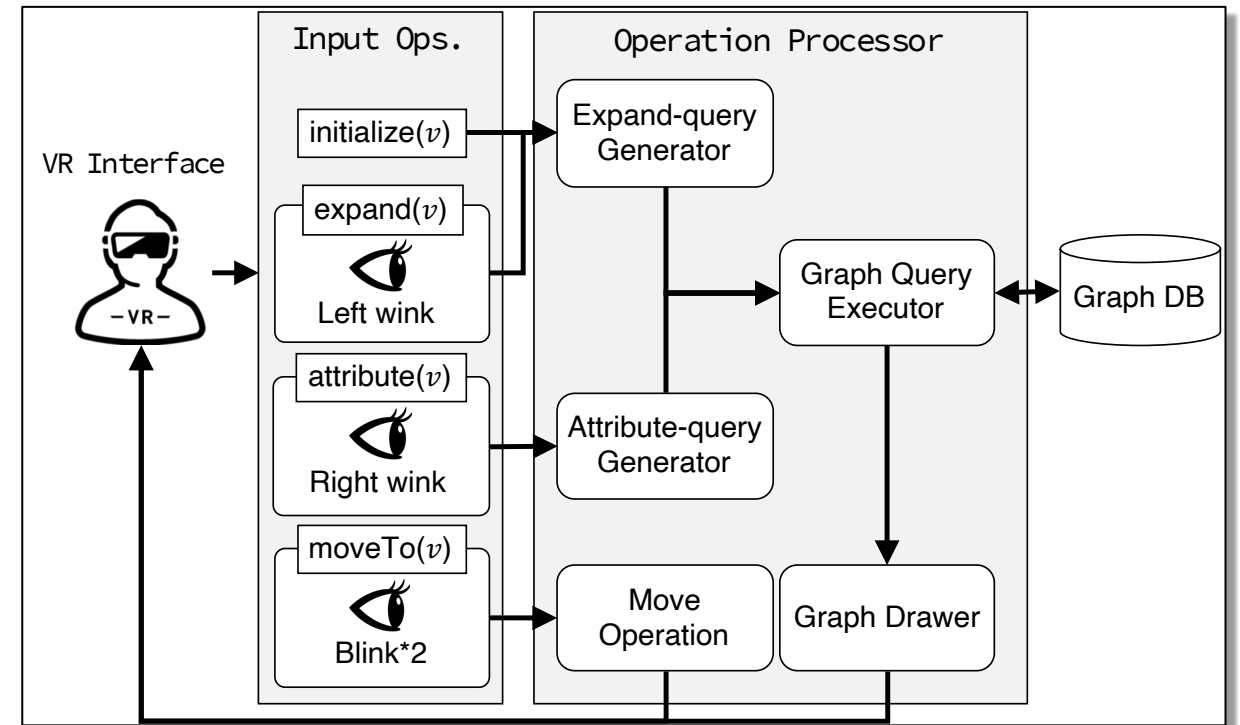 Input Ops.
Operation Processor
VR Interface
–VR–
initialize(v)
expand(v)
Left wink
attribute(v)
Right wink
moveTo(v)
Blink*2
Expand-query
Generator
Attribute-query
Generator
Move
Operation
Graph Query
Executor
Graph Drawer
Graph DB